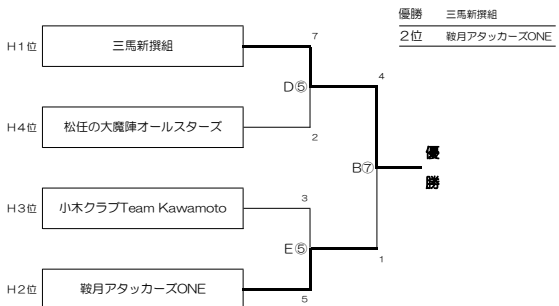 優勝 三馬新撰組
2位 鞍月アタッカーズONE
7
H1位 三馬新撰組
4
D⑤
H4位 松任の大魔陣オールスターズ
2
優
B⑦
勝
3
H3位 小木クラブTeam Kawamoto
E⑤
1
H2位 鞍月アタッカーズONE
5